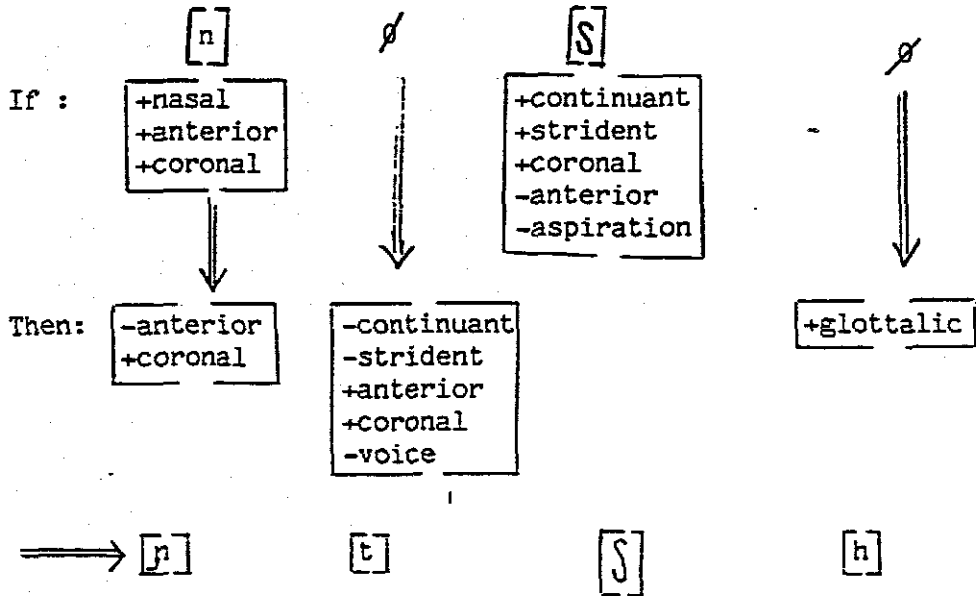 [n] ∅ [ʃ] ∅
If : +nasal +continuant
+anterior +strident
+coronal +coronal
-anterior
-aspiration
Then: -anterior -continuant +glottalic
+coronal -strident
+anterior
+coronal
-voice
[ɲ] [t] [ʃ] [h]